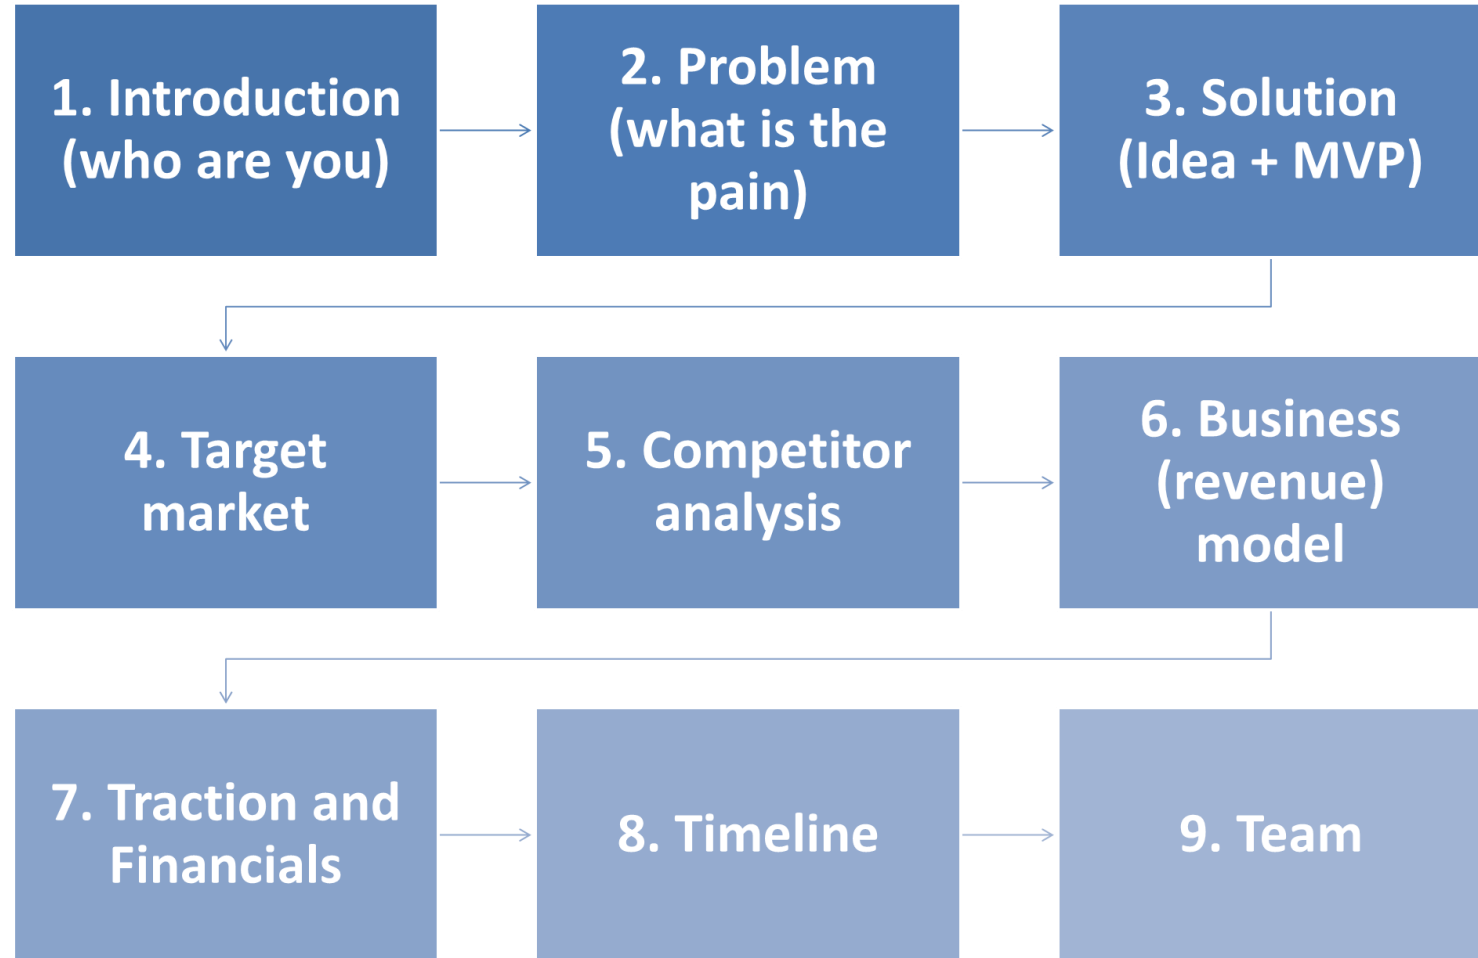 1. Introduction
(who are you)
2. Problem
(what is the
pain)
3. Solution
(Idea + MVP)
4. Target
market
5. Competitor
analysis
6. Business
(revenue)
model
7. Traction and
Financials
8. Timeline
9. Team